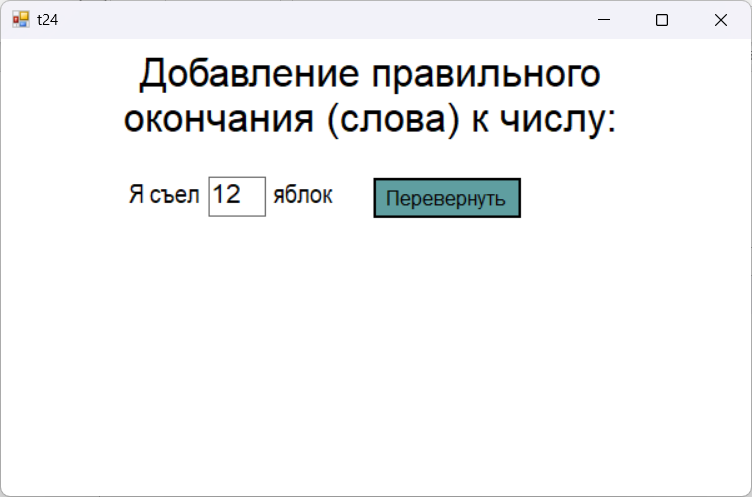 t24
Добавление правильного
окончания (слова) к числу:
Я съел 12 яблок Перевернуть